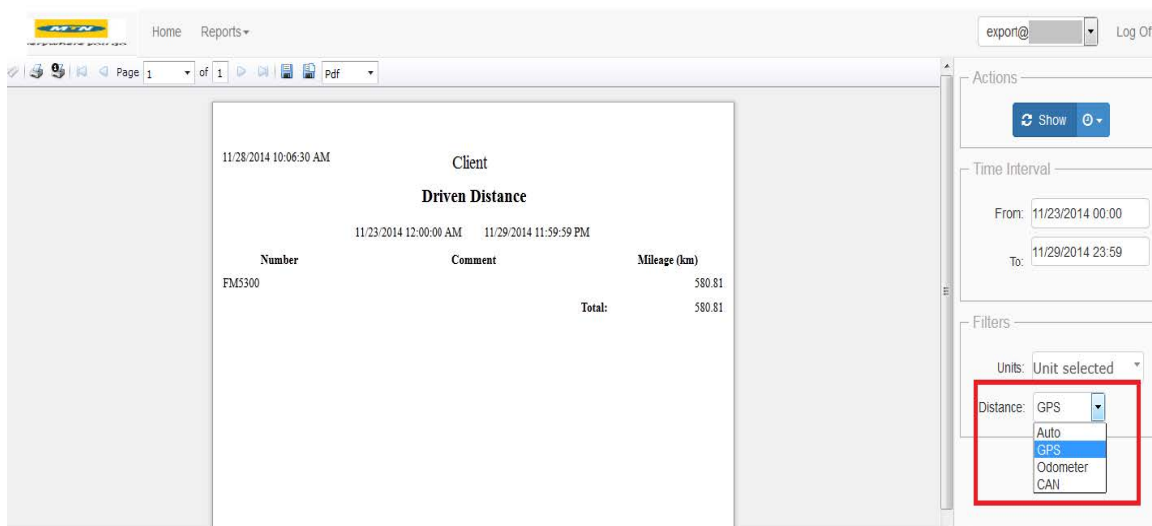 MTN
Home Reports
export@ Log Of
Page 1 of 1 Pdf
Actions
Show
Time Interval
From: 11/23/2014 00:00
To: 11/29/2014 23:59
Filters
Units: Unit selected
Distance: GPS
Auto
GPS
Odometer
CAN
11/28/2014 10:06:30 AM
Client
Driven Distance
11/23/2014 12:00:00 AM 11/29/2014 11:59:59 PM
Number Comment Mileage (km)
FM5300 580.81
Total: 580.81